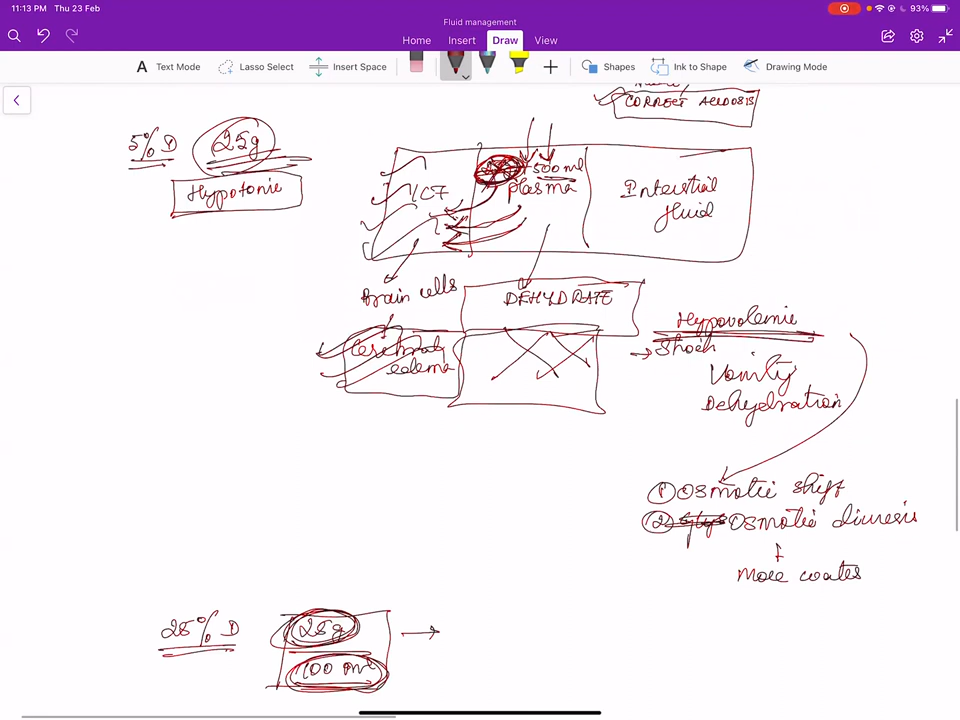 11:13 PM Thu 23 Feb
93%
Fluid management
Home Insert Draw View
Text Mode Lasso Select Insert Space Shapes Ink to Shape Drawing Mode
CORRECT ACIDOSIS
5% D 25g
Hypotonic
ICF
500 ml
plasma
Interstial
fluid
Brain cells
DEHYDRATE
Cerebral
edema
Hypovolemic
Shock
Vomity
Dehydration
① Osmotic shift
② Osmotic diuresis
More water
25% D 25g
100 ml